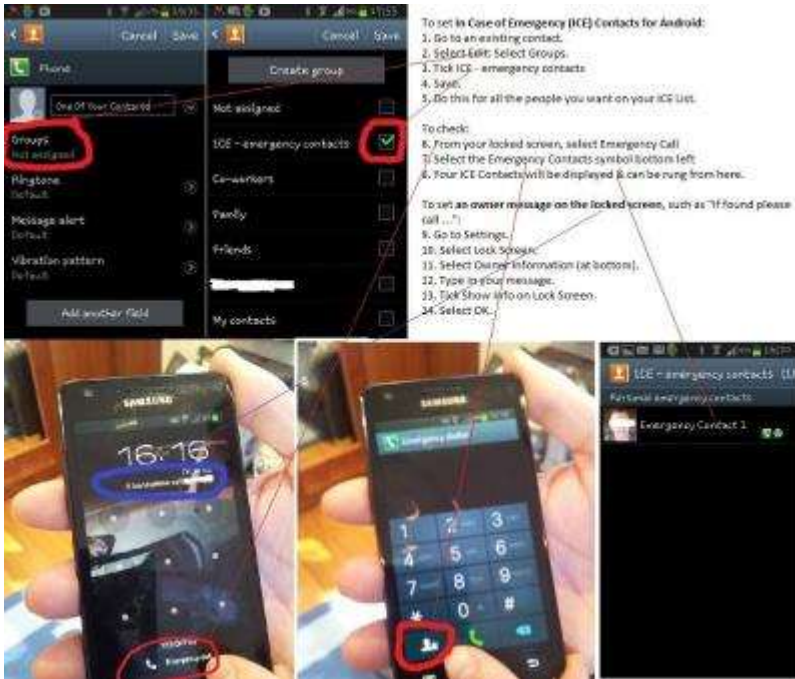 Cancel Save
Phone
One Of Your Contacts
Groups
Not assigned
Ringtone
Default
Message alert
Default
Vibration pattern
Default
Add another field
17:53
Cancel Save
Create group
Not assigned
ICE - emergency contacts
Co-workers
Family
Friends
My contacts
To set In Case of Emergency (ICE) Contacts for Android:
1. Go to an existing contact.
2. Select Edit: Select Groups.
3. Tick ICE - emergency contacts
4. Save.
5. Do this for all the people you want on your ICE List.
To check:
6. From your locked screen, select Emergency Call
7. Select the Emergency Contacts symbol bottom left
8. Your ICE Contacts will be displayed & can be rung from here.
To set an owner message on the locked screen, such as "If found please
call ...":
9. Go to Settings.
10. Select Lock Screen.
11. Select Owner Information (at bottom).
12. Type in your message.
13. Tick Show info on Lock Screen.
14. Select OK.
SAMSUNG
16:16
SAMSUNG
Emergency dialler
1 2 3
4 5 6
7 8 9
* 0 #
ICE - emergency contacts
Personal emergency contacts
Emergency Contact 1